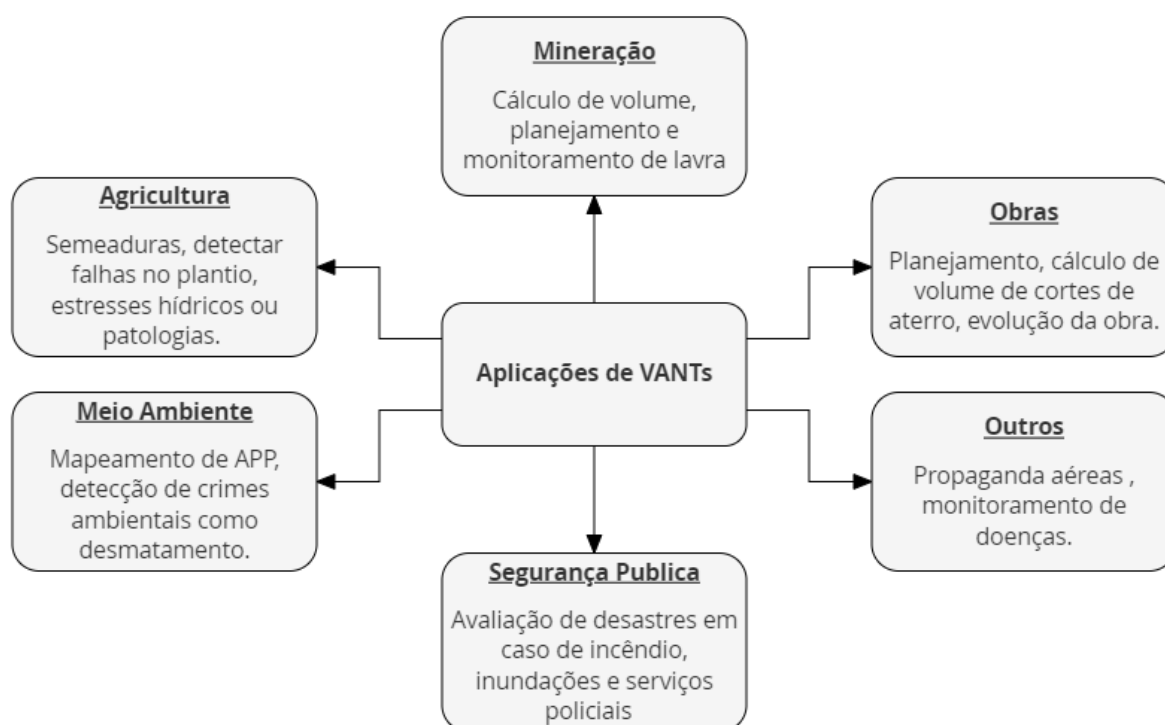 Mineração
Cálculo de volume,
planejamento e
monitoramento de lavra
Agricultura
Semeaduras, detectar
falhas no plantio,
estresses hídricos ou
patologias.
Obras
Planejamento, cálculo de
volume de cortes de
aterro, evolução da obra.
Aplicações de VANTs
Meio Ambiente
Mapeamento de APP,
detecção de crimes
ambientais como
desmatamento.
Outros
Propaganda aéreas ,
monitoramento de
doenças.
Segurança Publica
Avaliação de desastres em
caso de incêndio,
inundações e serviços
policiais